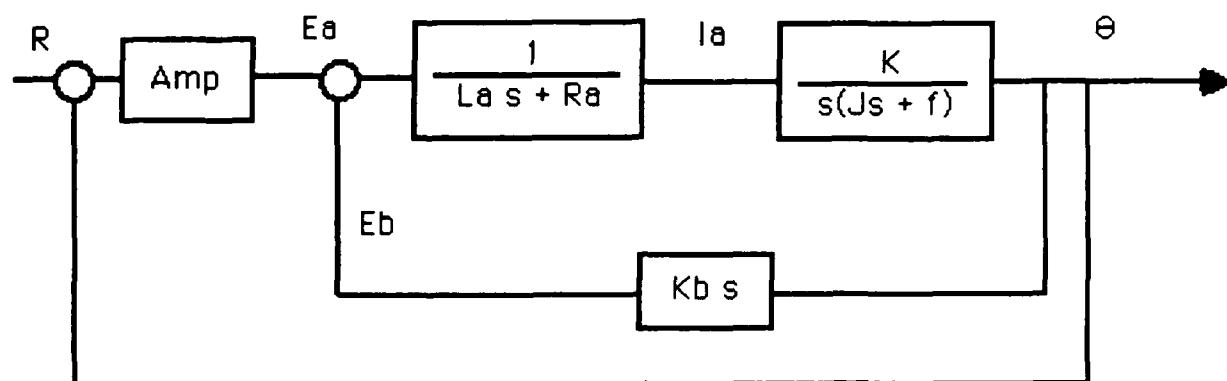 R
Amp
Ea
1
La s + Ra
Ia
K
s(Js + f)
Θ
Eb
Kb s